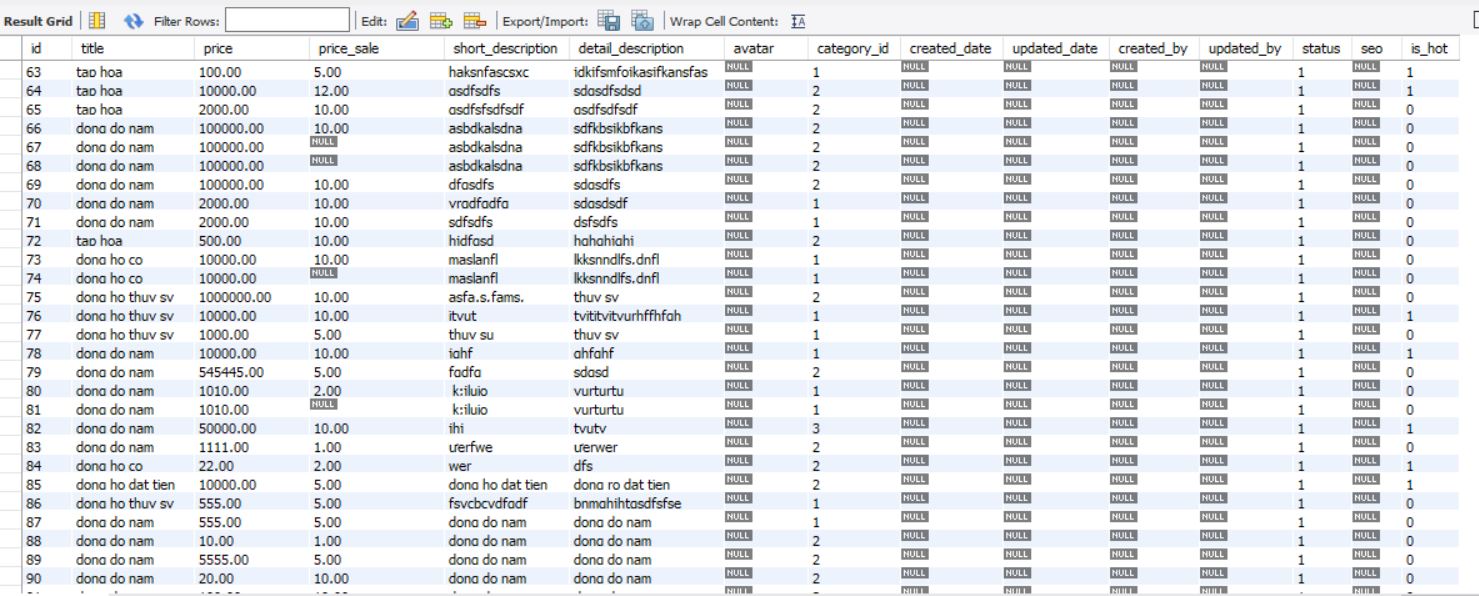 Result Grid Filter Rows: Edit: Export/Import: Wrap Cell Content:
id title price price_sale short_description detail_description avatar category_id created_date updated_date created_by updated_by status seo is_hot
63 tap hoa 100.00 5.00 haksnfascsxc idkifsmfoikasifkansfas NULL 1 NULL NULL NULL NULL 1 NULL 1
64 tap hoa 10000.00 12.00 asdfsdfs sdasdfsdsd NULL 2 NULL NULL NULL NULL 1 NULL 1
65 tap hoa 2000.00 10.00 asdfsfsdfsdf asdfsdfsdf NULL 2 NULL NULL NULL NULL 1 NULL 0
66 dong do nam 100000.00 10.00 asbdkalsdna sdfkbsikbfkans NULL 2 NULL NULL NULL NULL 1 NULL 0
67 dong do nam 100000.00 NULL asbdkalsdna sdfkbsikbfkans NULL 2 NULL NULL NULL NULL 1 NULL 0
68 dong do nam 100000.00 NULL asbdkalsdna sdfkbsikbfkans NULL 2 NULL NULL NULL NULL 1 NULL 0
69 dong do nam 100000.00 10.00 dfasdfs sdasdfs NULL 2 NULL NULL NULL NULL 1 NULL 0
70 dong do nam 2000.00 10.00 vradfadfa sdasdsdf NULL 1 NULL NULL NULL NULL 1 NULL 0
71 dong do nam 2000.00 10.00 sdfsdfs dsfsdfs NULL 1 NULL NULL NULL NULL 1 NULL 0
72 tap hoa 500.00 10.00 hidfasd hahahiahi NULL 2 NULL NULL NULL NULL 1 NULL 0
73 dong ho co 10000.00 10.00 maslanfl lkksnndlfs.dnfl NULL 1 NULL NULL NULL NULL 1 NULL 0
74 dong ho co 10000.00 NULL maslanfl lkksnndlfs.dnfl NULL 1 NULL NULL NULL NULL 1 NULL 0
75 dong ho thuy sy 1000000.00 10.00 asfa.s.fams. thuy sy NULL 2 NULL NULL NULL NULL 1 NULL 0
76 dong ho thuy sy 10000.00 10.00 itvut tvititvitvurhffhfah NULL 1 NULL NULL NULL NULL 1 NULL 1
77 dong ho thuy sy 1000.00 5.00 thuy su thuy sy NULL 1 NULL NULL NULL NULL 1 NULL 0
78 dong do nam 10000.00 10.00 iahf ahfahf NULL 1 NULL NULL NULL NULL 1 NULL 1
79 dong do nam 545445.00 5.00 fadfa sdasd NULL 2 NULL NULL NULL NULL 1 NULL 0
80 dong do nam 1010.00 2.00 k:iluio vurturtu NULL 1 NULL NULL NULL NULL 1 NULL 0
81 dong do nam 1010.00 NULL k:iluio vurturtu NULL 1 NULL NULL NULL NULL 1 NULL 0
82 dong do nam 50000.00 10.00 ihi tvutv NULL 3 NULL NULL NULL NULL 1 NULL 1
83 dong do nam 1111.00 1.00 ưerfwe ưerwer NULL 2 NULL NULL NULL NULL 1 NULL 0
84 dong ho co 22.00 2.00 wer dfs NULL 2 NULL NULL NULL NULL 1 NULL 1
85 dong ho dat tien 10000.00 5.00 dong ho dat tien dong ro dat tien NULL 2 NULL NULL NULL NULL 1 NULL 1
86 dong ho thuy sy 555.00 5.00 fsvcbcvdfadf bnmahihtasdfsfse NULL 1 NULL NULL NULL NULL 1 NULL 0
87 dong do nam 555.00 5.00 dong do nam dong do nam NULL 1 NULL NULL NULL NULL 1 NULL 0
88 dong do nam 10.00 1.00 dong do nam dong do nam NULL 2 NULL NULL NULL NULL 1 NULL 0
89 dong do nam 5555.00 5.00 dong do nam dong do nam NULL 2 NULL NULL NULL NULL 1 NULL 0
90 dong do nam 20.00 10.00 dong do nam dong do nam NULL 2 NULL NULL NULL NULL 1 NULL 0